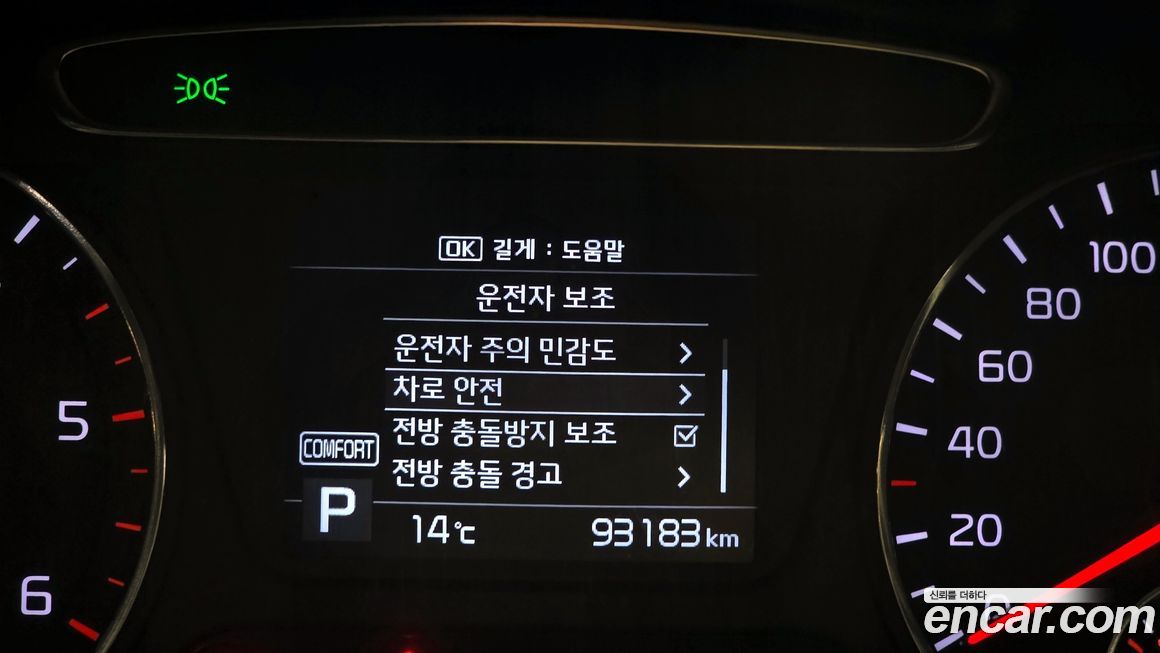 OK 길게 : 도움말
운전자 보조
운전자 주의 민감도
차로 안전
전방 충돌방지 보조
전방 충돌 경고
COMFORT
P
14℃
93183 km
5
6
100
80
60
40
20
0
신뢰를 더하다
encar.com